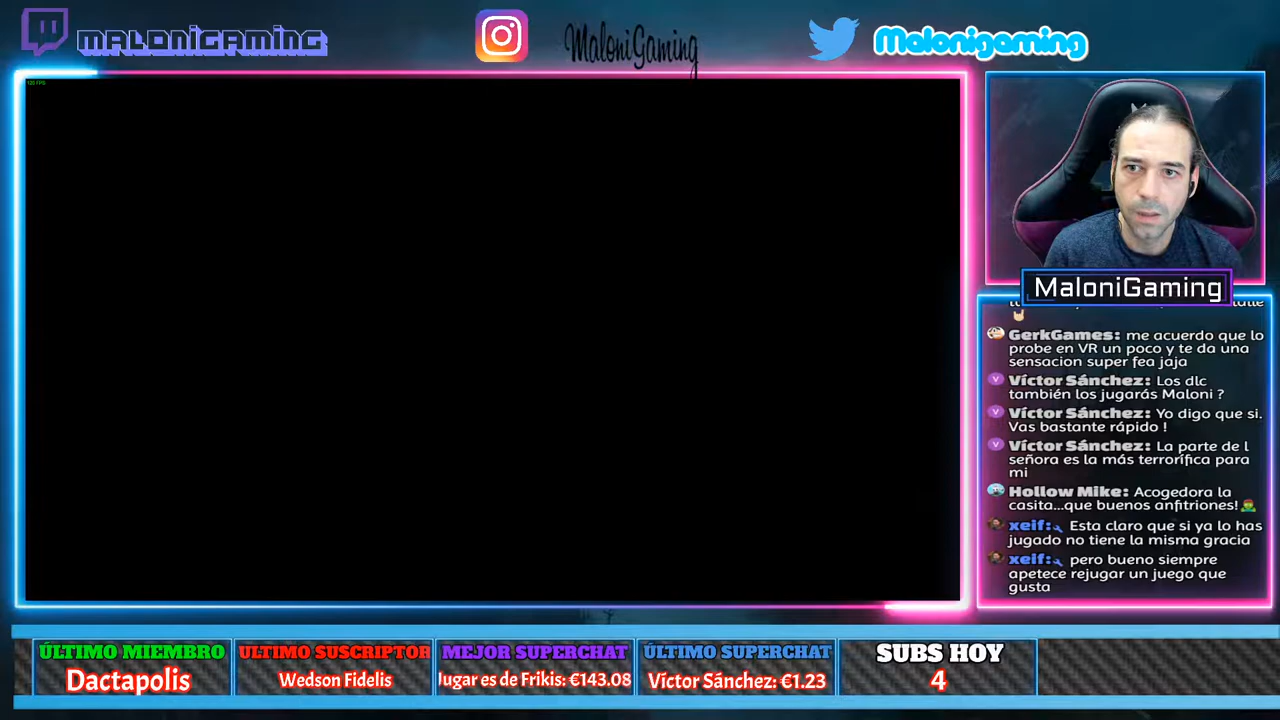 MALONIGAMING
MaloniGaming
Malonigaming
120 FPS
MaloniGaming
GerkGames: me acuerdo que lo
probe en VR un poco y te da una
sensacion super fea jaja
Víctor Sánchez: Los dlc
también los jugarás Maloni ?
Víctor Sánchez: Yo digo que si.
Vas bastante rápido !
Víctor Sánchez: La parte de l
señora es la más terrorífica para
mi
Hollow Mike: Acogedora la
casita...que buenos anfitriones!
xeif: Esta claro que si ya lo has
jugado no tiene la misma gracia
xeif: pero bueno siempre
apetece rejugar un juego que
gusta
ÚLTIMO MIEMBRO
Dactapolis
ULTIMO SUSCRIPTOR
Wedson Fidelis
MEJOR SUPERCHAT
Jugar es de Frikis: €143.08
ÚLTIMO SUPERCHAT
Víctor Sánchez: €1.23
SUBS HOY
4